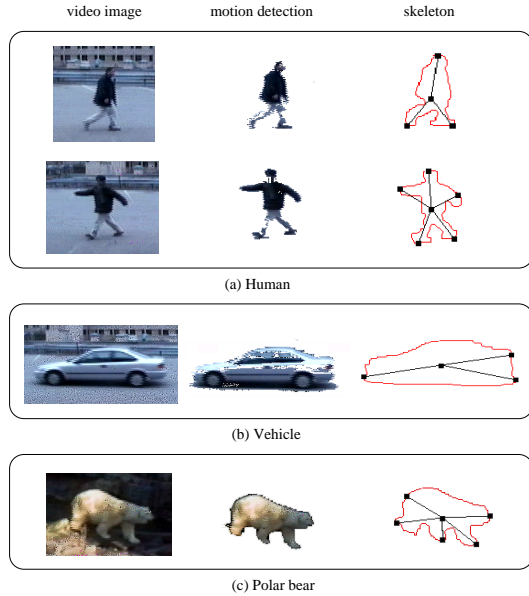 video image motion detection skeleton
(a) Human
(b) Vehicle
(c) Polar bear